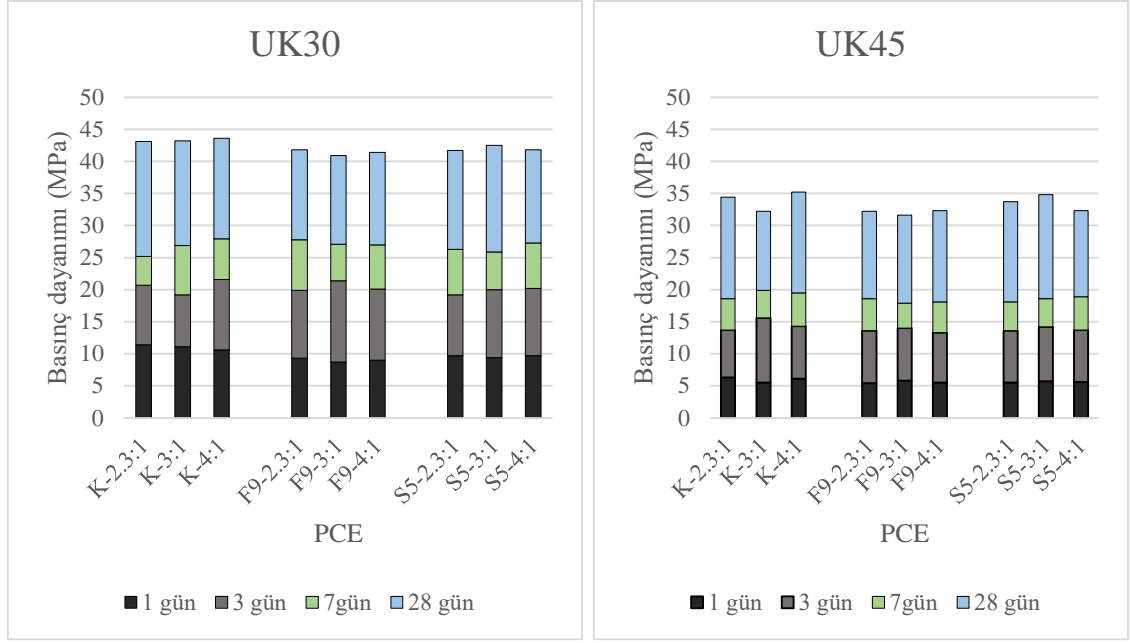 UK30
Basınç dayanımı (MPa)
50
45
40
35
30
25
20
15
10
5
0
K-2.3:1
K-3:1
K-4:1
F9-2.3:1
F9-3:1
F9-4:1
S5-2.3:1
S5-3:1
S5-4:1
PCE
1 gün 3 gün 7gün 28 gün
UK45
Basınç dayanımı (MPa)
50
45
40
35
30
25
20
15
10
5
0
K-2.3:1
K-3:1
K-4:1
F9-2.3:1
F9-3:1
F9-4:1
S5-2.3:1
S5-3:1
S5-4:1
PCE
1 gün 3 gün 7gün 28 gün